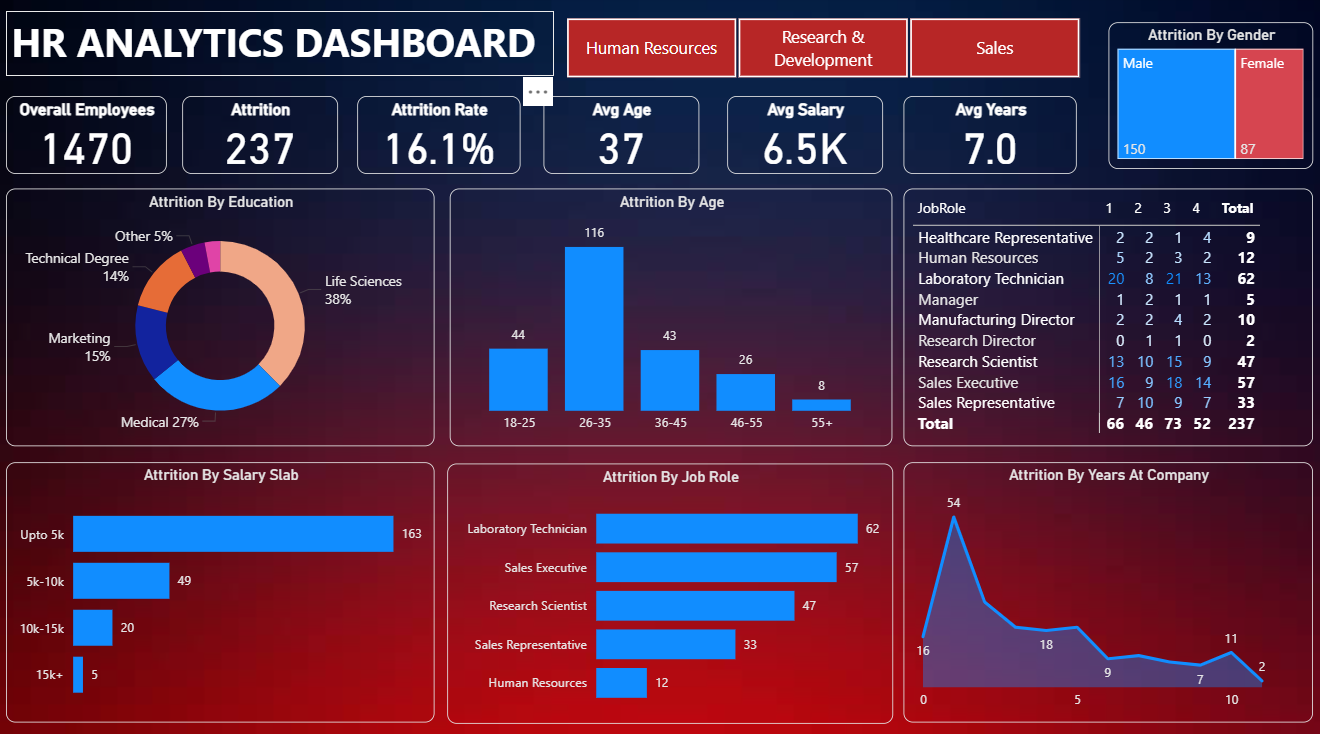 HR ANALYTICS DASHBOARD
Human Resources
Research &
Development
Sales
Attrition By Gender
Male
Female
150
87
Overall Employees
1470
Attrition
237
Attrition Rate
16.1%
Avg Age
37
Avg Salary
6.5K
Avg Years
7.0
Attrition By Education
Other 5%
Technical Degree
14%
Life Sciences
38%
Marketing
15%
Medical 27%
Attrition By Age
116
44
43
26
8
18-25 26-35 36-45 46-55 55+
JobRole 1 2 3 4 Total
Healthcare Representative 2 2 1 4 9
Human Resources 5 2 3 2 12
Laboratory Technician 20 8 21 13 62
Manager 1 2 1 1 5
Manufacturing Director 2 2 4 2 10
Research Director 0 1 1 0 2
Research Scientist 13 10 15 9 47
Sales Executive 16 9 18 14 57
Sales Representative 7 10 9 7 33
Total 66 46 73 52 237
Attrition By Salary Slab
Upto 5k 163
5k-10k 49
10k-15k 20
15k+ 5
Attrition By Job Role
Laboratory Technician 62
Sales Executive 57
Research Scientist 47
Sales Representative 33
Human Resources 12
Attrition By Years At Company
54
16
18
9
7
11
2
0 5 10